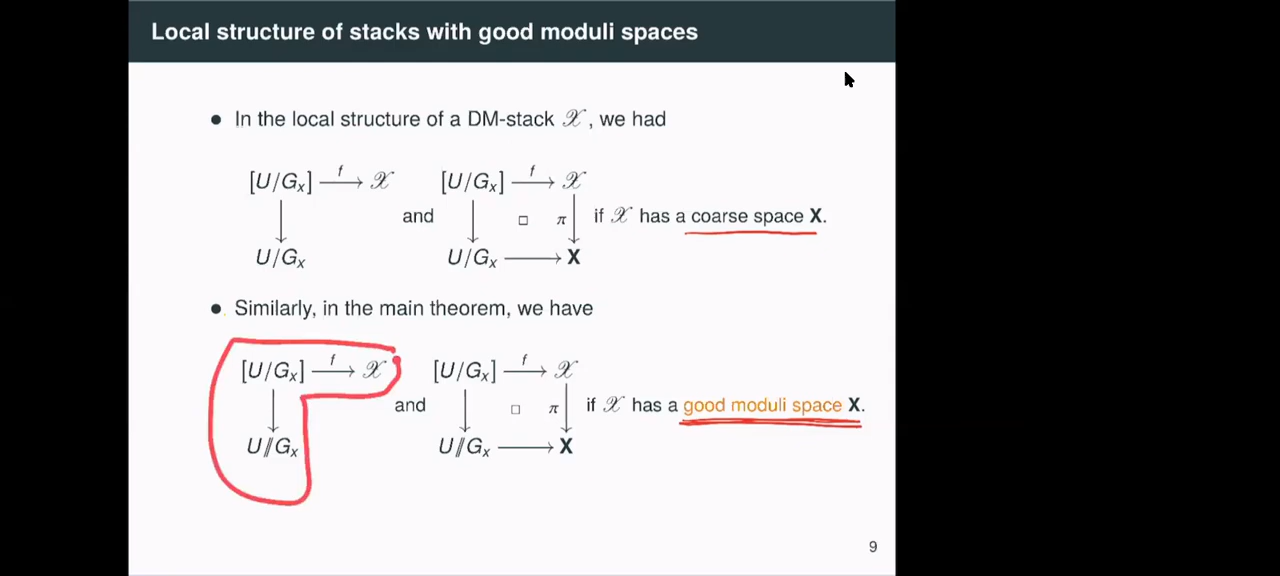 Local structure of stacks with good moduli spaces
● In the local structure of a DM-stack 𝒳, we had
[U/Gₓ] —f→ 𝒳 [U/Gₓ] —f→ 𝒳
and □ π if 𝒳 has a coarse space X.
U/Gₓ U/Gₓ ⟶ X
● Similarly, in the main theorem, we have
[U/Gₓ] —f→ 𝒳 [U/Gₓ] —f→ 𝒳
and □ π if 𝒳 has a good moduli space X.
U//Gₓ U//Gₓ ⟶ X
9